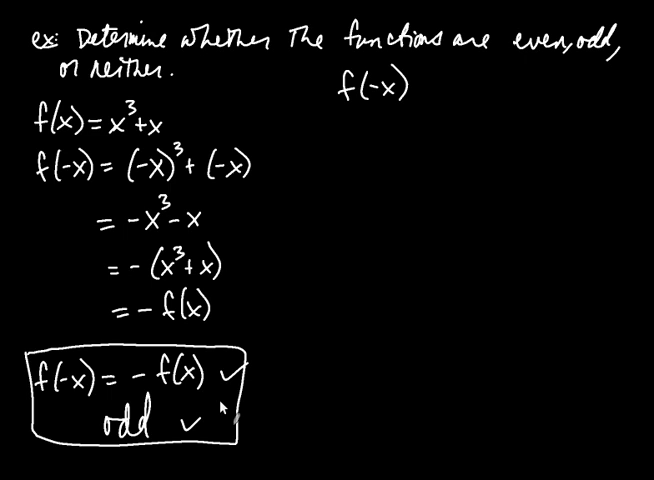 ex: Determine whether The functions are even, odd,
or neither.
f(-x)
f(x) = x³+x
f(-x) = (-x)³ + (-x)
= -x³ - x
= - (x³ + x)
= - f(x)
f(-x) = - f(x) ✓
odd ✓